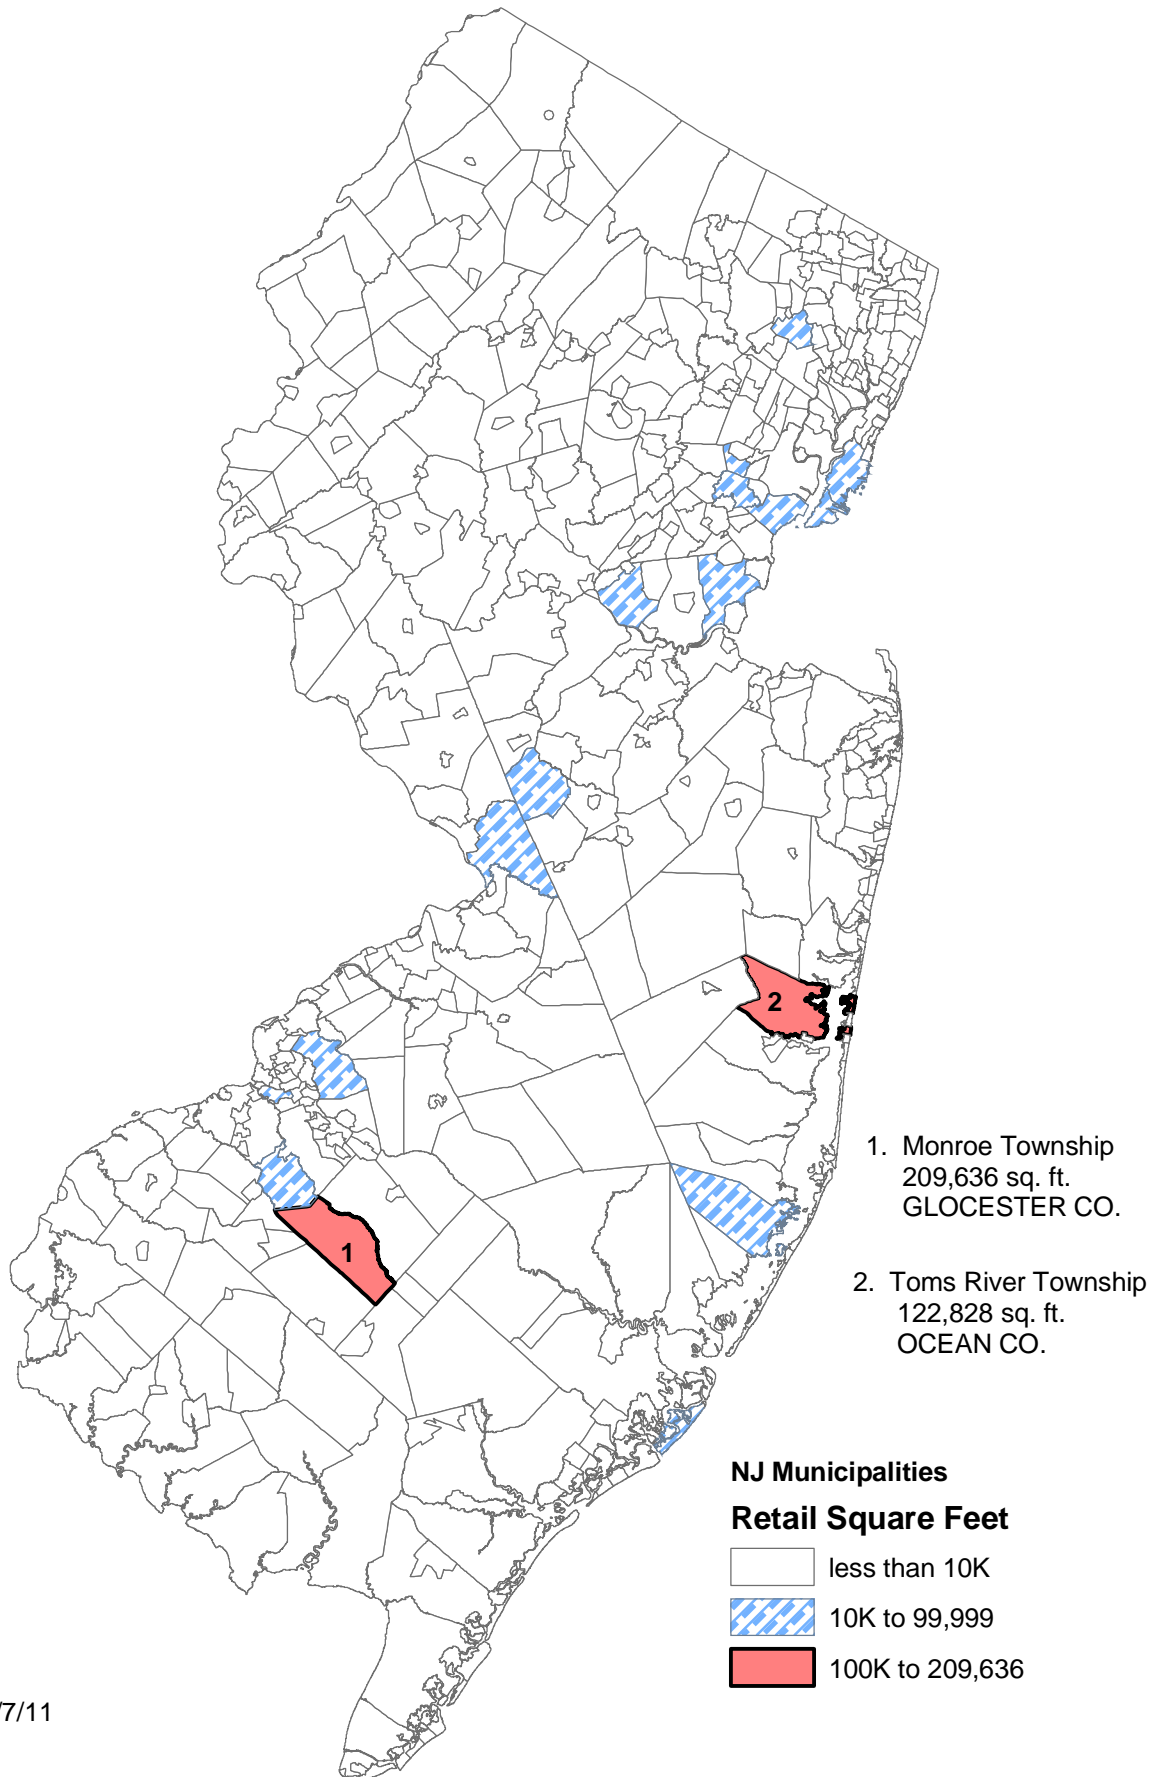 2
1
1. Monroe Township
209,636 sq. ft.
GLOCESTER CO.
2. Toms River Township
122,828 sq. ft.
OCEAN CO.
NJ Municipalities
Retail Square Feet
less than 10K
10K to 99,999
100K to 209,636
/7/11